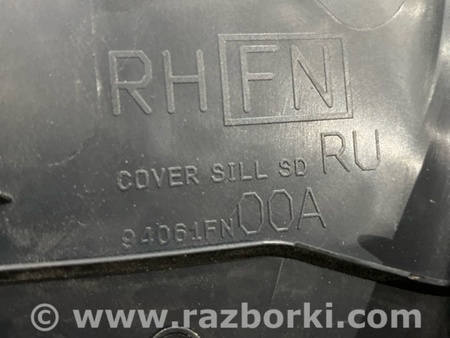 RH FN
COVER SILL SD RU
94061FN00A
© www.razborki.com